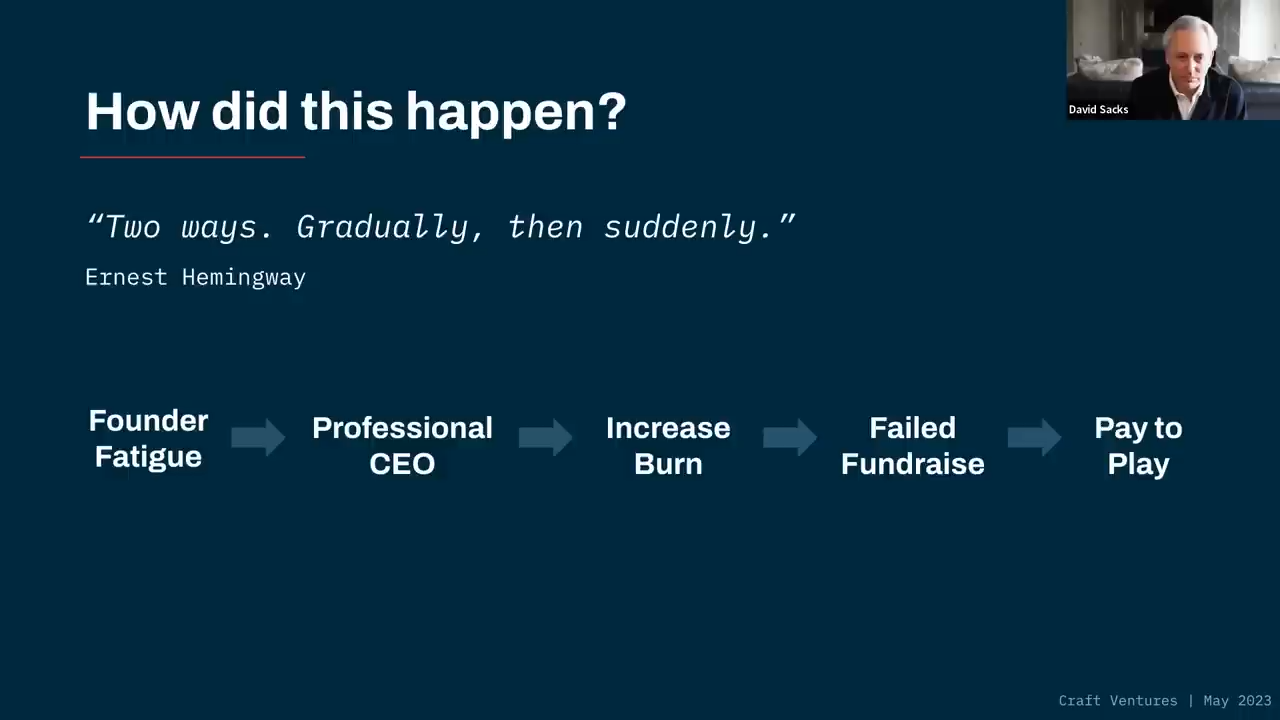 David Sacks
How did this happen?
“Two ways. Gradually, then suddenly.”
Ernest Hemingway
Founder
Fatigue
Professional
CEO
Increase
Burn
Failed
Fundraise
Pay to
Play
Craft Ventures | May 2023